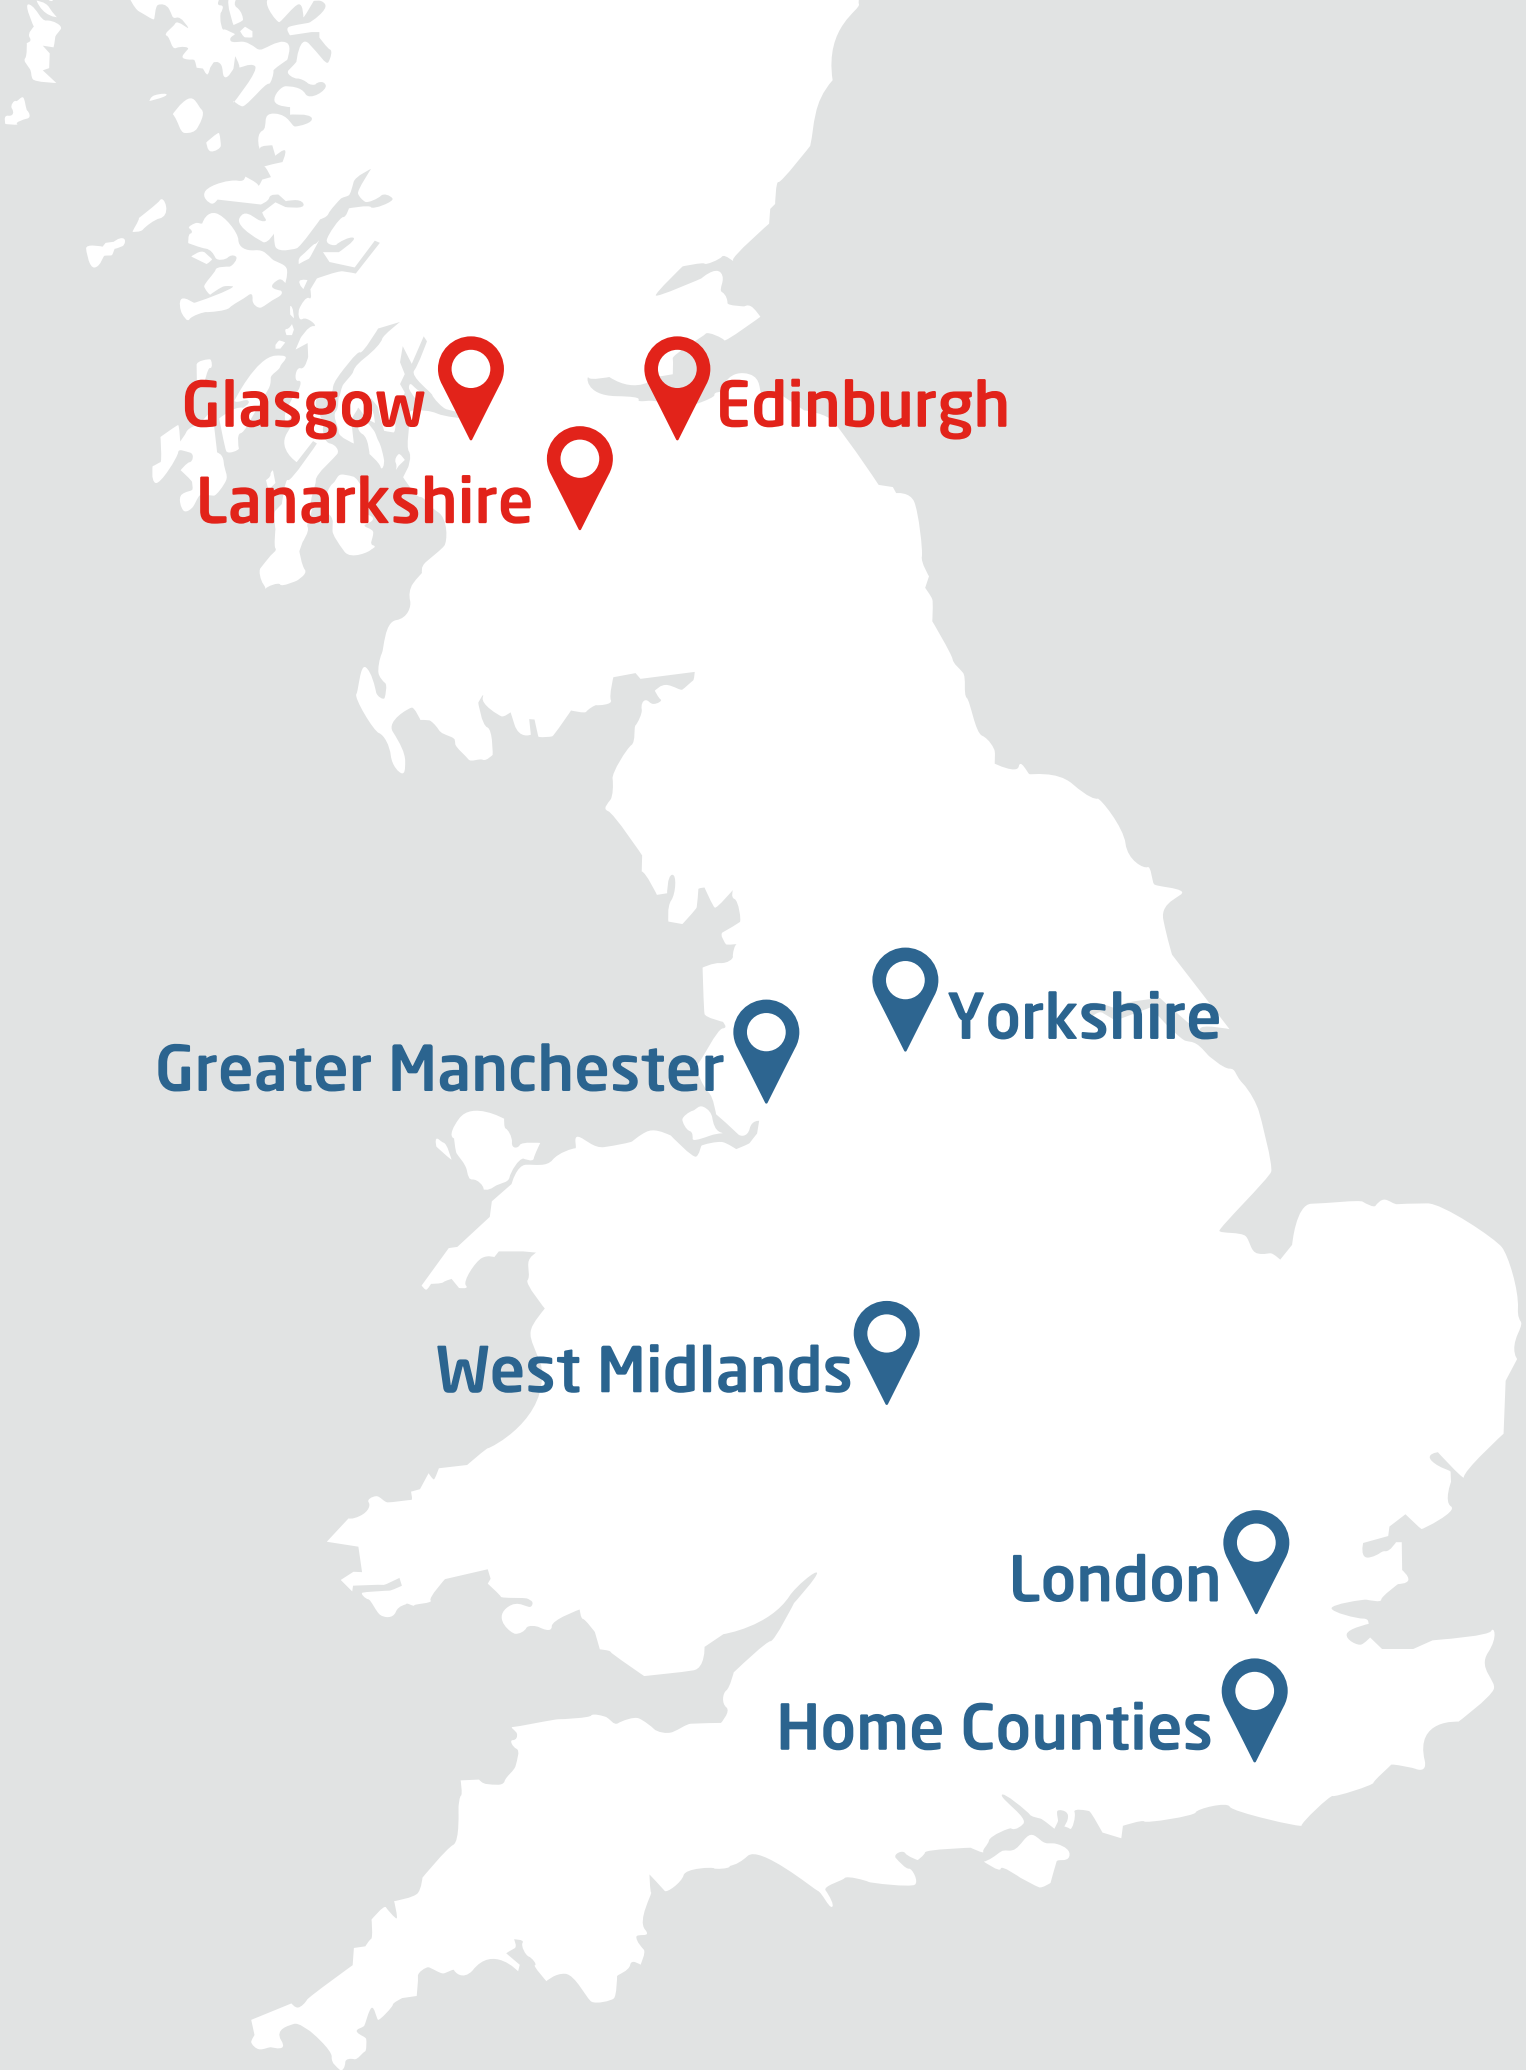 Glasgow
Edinburgh
Lanarkshire
Yorkshire
Greater Manchester
West Midlands
London
Home Counties